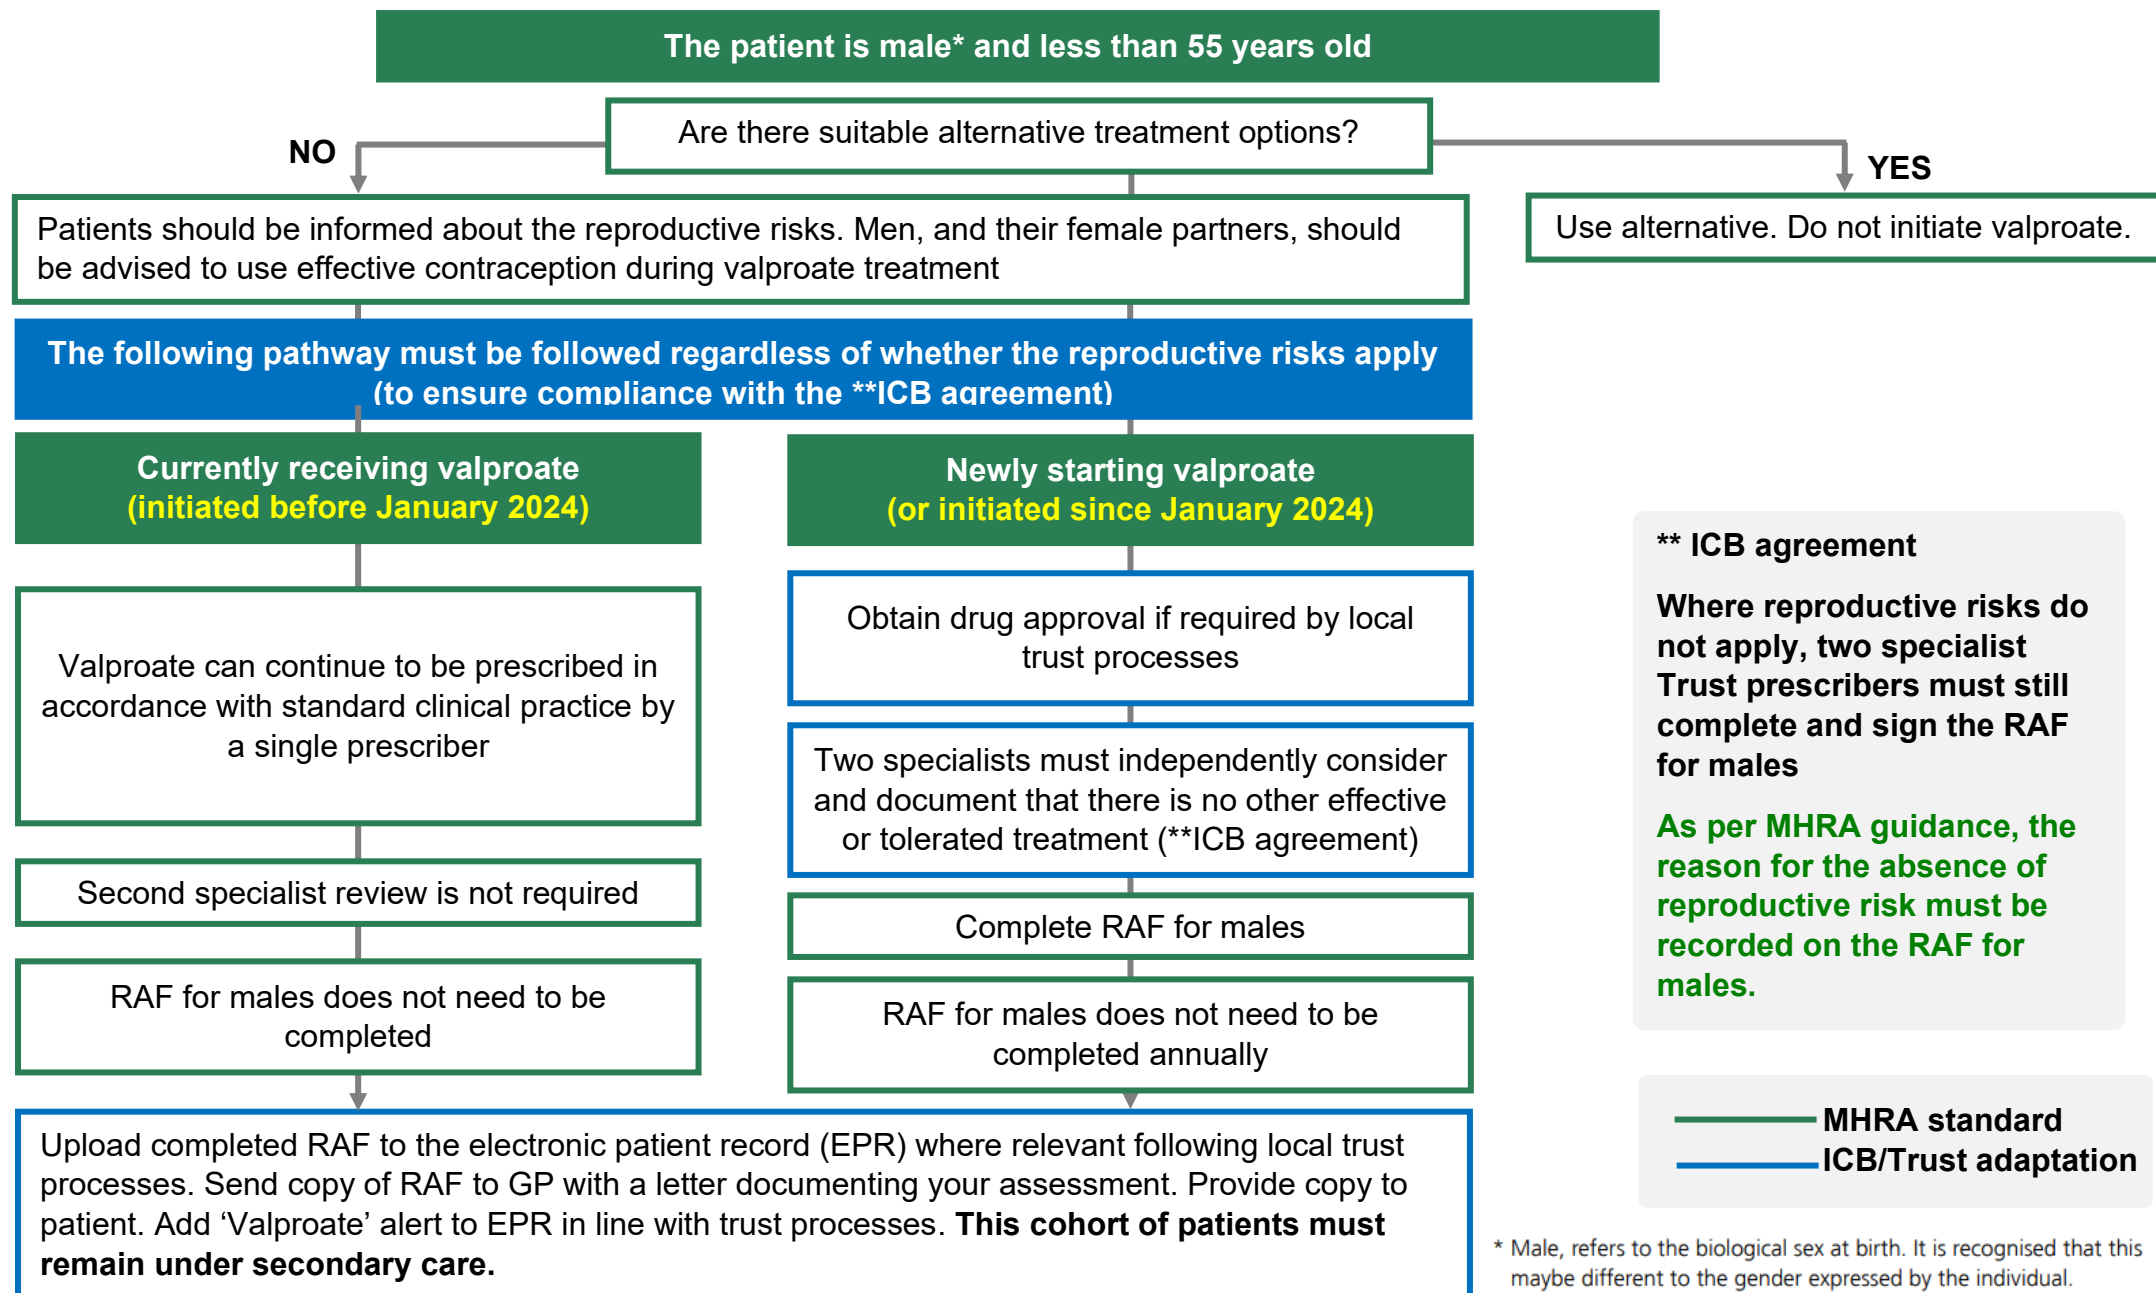 The patient is male* and less than 55 years old
Are there suitable alternative treatment options?
NO
YES
Patients should be informed about the reproductive risks. Men, and their female partners, should
be advised to use effective contraception during valproate treatment
Use alternative. Do not initiate valproate.
The following pathway must be followed regardless of whether the reproductive risks apply
(to ensure compliance with the **ICB agreement)
Currently receiving valproate
(initiated before January 2024)
Valproate can continue to be prescribed in
accordance with standard clinical practice by
a single prescriber
Second specialist review is not required
RAF for males does not need to be
completed
Newly starting valproate
(or initiated since January 2024)
Obtain drug approval if required by local
trust processes
Two specialists must independently consider
and document that there is no other effective
or tolerated treatment (**ICB agreement)
Complete RAF for males
RAF for males does not need to be
completed annually
Upload completed RAF to the electronic patient record (EPR) where relevant following local trust
processes. Send copy of RAF to GP with a letter documenting your assessment. Provide copy to
patient. Add ‘Valproate’ alert to EPR in line with trust processes. This cohort of patients must
remain under secondary care.
** ICB agreement
Where reproductive risks do
not apply, two specialist
Trust prescribers must still
complete and sign the RAF
for males
As per MHRA guidance, the
reason for the absence of
reproductive risk must be
recorded on the RAF for
males.
MHRA standard
ICB/Trust adaptation
* Male, refers to the biological sex at birth. It is recognised that this
maybe different to the gender expressed by the individual.